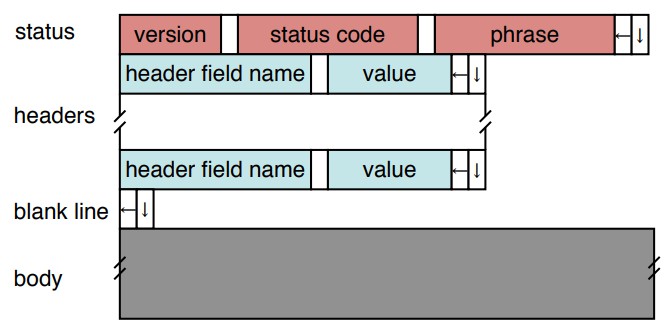 status version status code phrase ← ↓
header field name value ← ↓
headers
header field name value ← ↓
blank line ← ↓
body